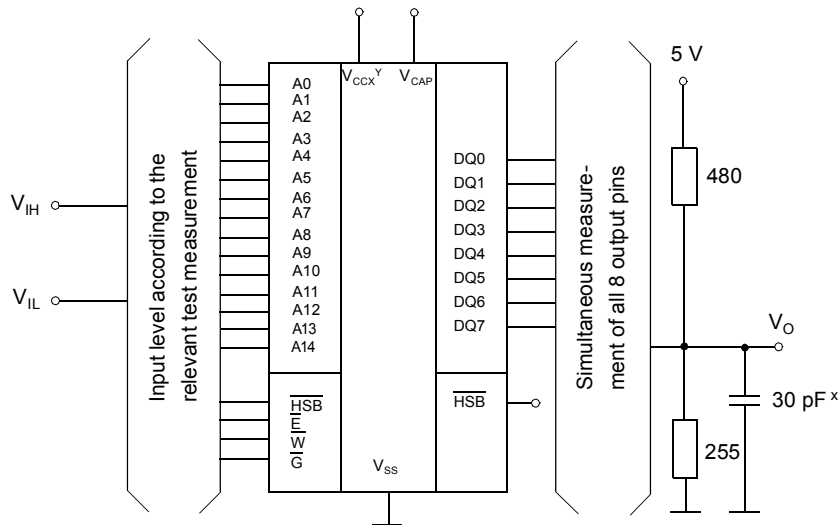 V_CCX^Y
V_CAP
5 V
Input level according to the
relevant test measurement
V_IH
V_IL
A0
A1
A2
A3
A4
A5
A6
A7
A8
A9
A10
A11
A12
A13
A14
HSB
E
W
G
V_SS
DQ0
DQ1
DQ2
DQ3
DQ4
DQ5
DQ6
DQ7
HSB
Simultaneous measure-
ment of all 8 output pins
480
V_O
30 pF ^x
255